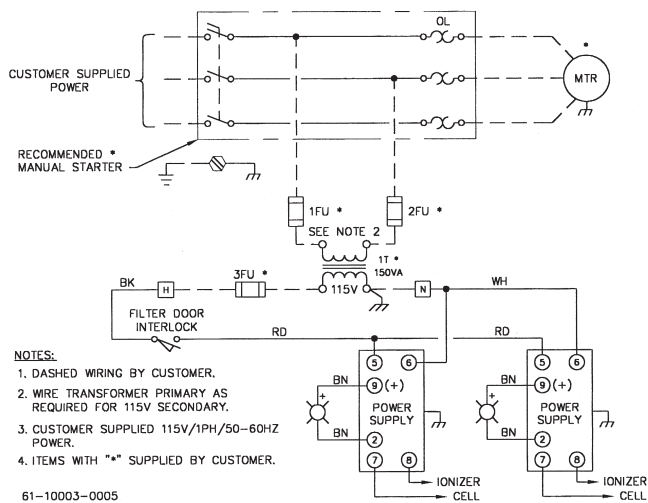 OL
*
CUSTOMER SUPPLIED
POWER
MTR
RECOMMENDED *
MANUAL STARTER
1FU *
2FU *
SEE NOTE 2
1T *
150VA
3FU *
BK
H
115V
N
WH
FILTER DOOR
INTERLOCK
RD
RD
NOTES:
1. DASHED WIRING BY CUSTOMER.
2. WIRE TRANSFORMER PRIMARY AS
REQUIRED FOR 115V SECONDARY.
3. CUSTOMER SUPPLIED 115V/1PH/50-60HZ
POWER.
4. ITEMS WITH "*" SUPPLIED BY CUSTOMER.
61-10003-0005
5
6
BN
9 (+)
+
POWER
SUPPLY
BN
2
7
8
IONIZER
CELL
5
6
BN
9 (+)
+
POWER
SUPPLY
BN
2
7
8
IONIZER
CELL